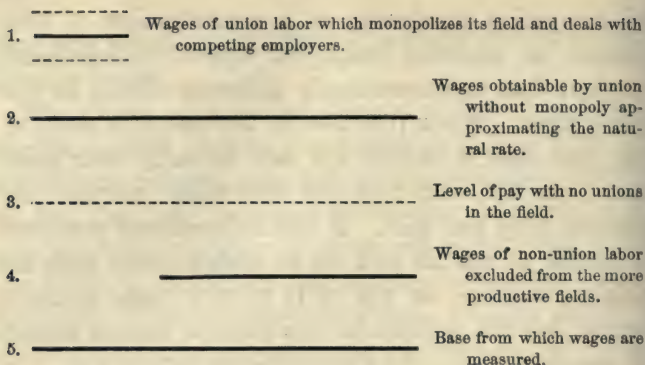 1. Wages of union labor which monopolizes its field and deals with
competing employers.
2. Wages obtainable by union
without monopoly ap-
proximating the natu-
ral rate.
3. Level of pay with no unions
in the field.
4. Wages of non-union labor
excluded from the more
productive fields.
5. Base from which wages are
measured.